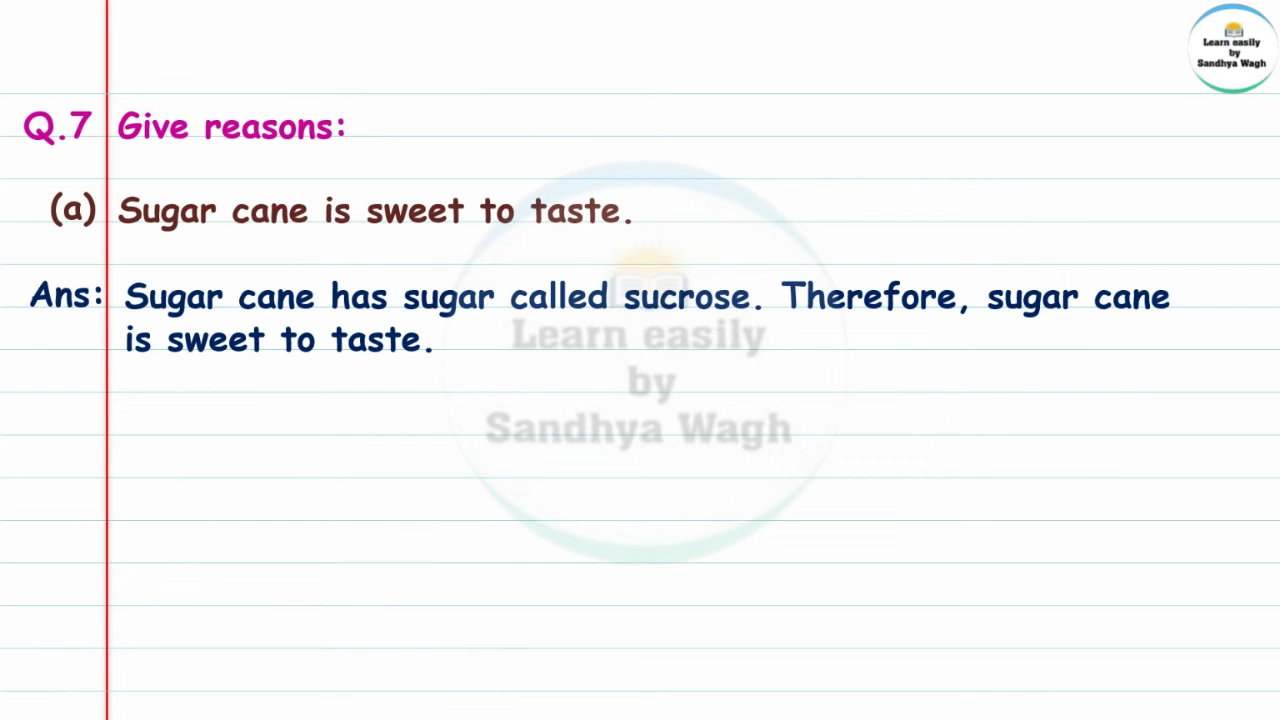 Learn easily
by
Sandhya Wagh
Q.7 Give reasons:
(a) Sugar cane is sweet to taste.
Ans: Sugar cane has sugar called sucrose. Therefore, sugar cane
is sweet to taste.
Learn easily
by
Sandhya Wagh